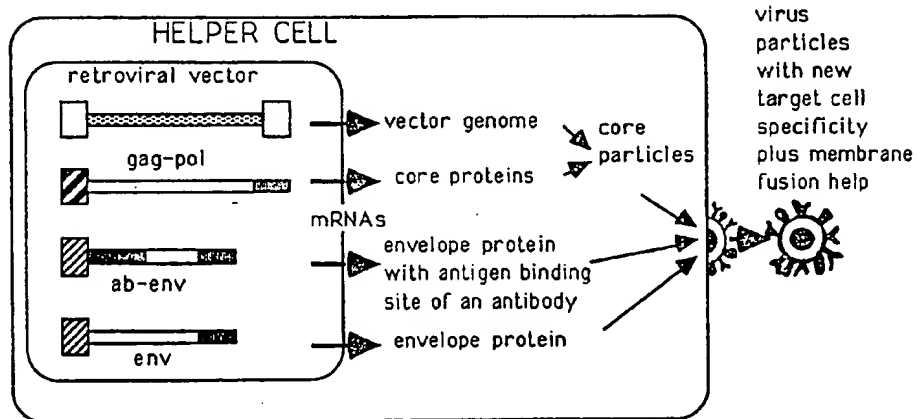 HELPER CELL
retroviral vector
gag-pol
ab-env
env
mRNAs
vector genome
core proteins
envelope protein
with antigen binding
site of an antibody
envelope protein
core
particles
virus
particles
with new
target cell
specificity
plus membrane
fusion help